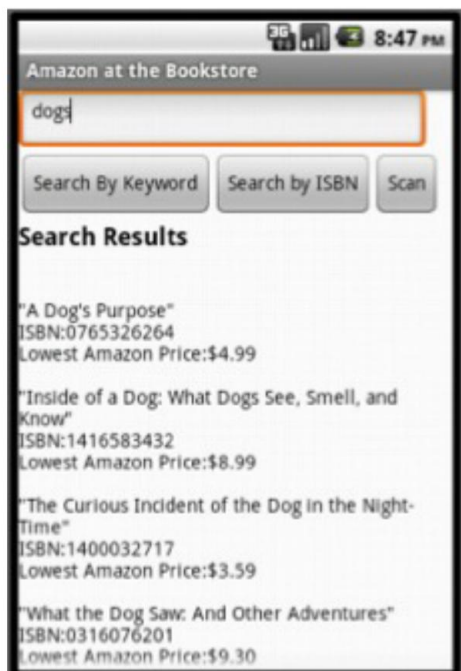 3G 8:47 PM
Amazon at the Bookstore
dogs
Search By Keyword Search by ISBN Scan
Search Results
"A Dog's Purpose"
ISBN:0765326264
Lowest Amazon Price:$4.99
"Inside of a Dog: What Dogs See, Smell, and
Know"
ISBN:1416583432
Lowest Amazon Price:$8.99
"The Curious Incident of the Dog in the Night-
Time"
ISBN:1400032717
Lowest Amazon Price:$3.59
"What the Dog Saw: And Other Adventures"
ISBN:0316076201
Lowest Amazon Price:$9.30